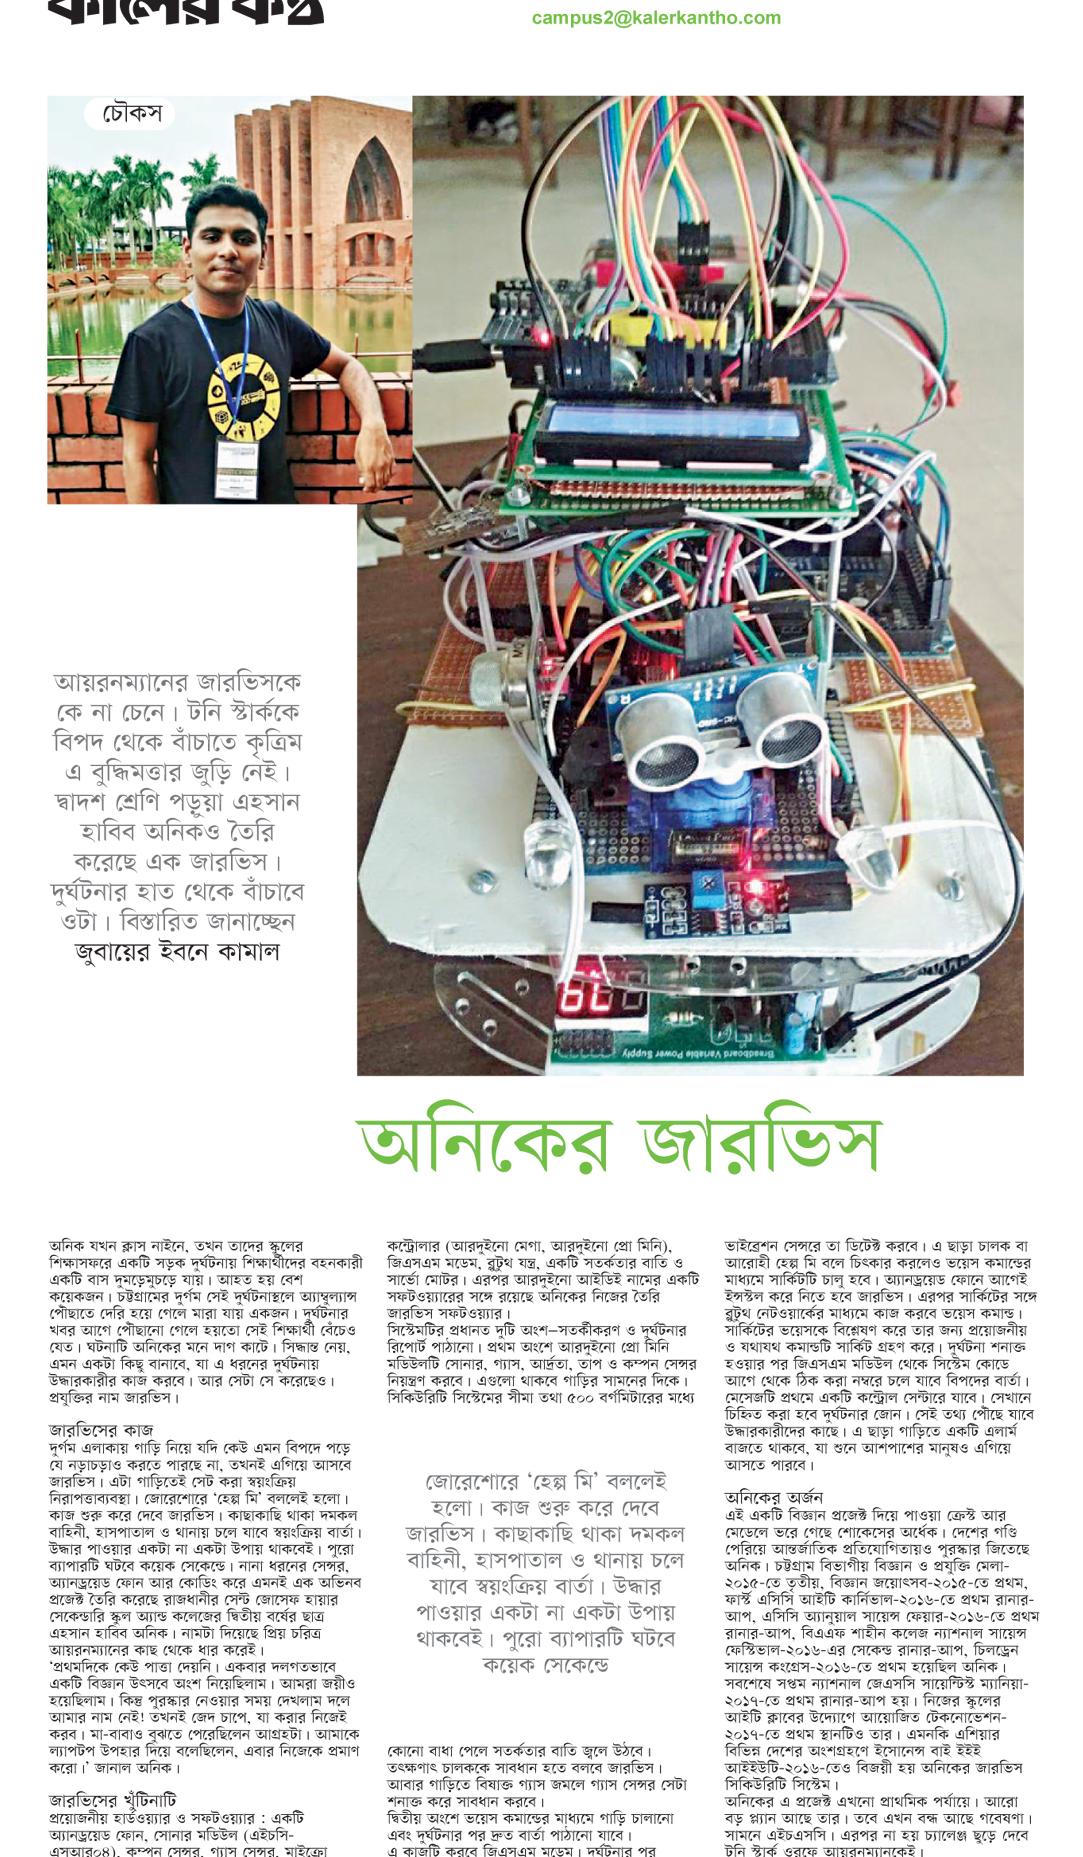 কালের কণ্ঠ
campus2@kalerkantho.com
চৌকস
আয়রনম্যানের জারভিসকে
কে না চেনে। টনি স্টার্ককে
বিপদ থেকে বাঁচাতে কৃত্রিম
এ বুদ্ধিমত্তার জুড়ি নেই।
দ্বাদশ শ্রেণি পড়ুয়া এহসান
হাবিব অনিকও তৈরি
করেছে এক জারভিস।
দুর্ঘটনার হাত থেকে বাঁচাবে
ওটা। বিস্তারিত জানাচ্ছেন
জুবায়ের ইবনে কামাল
HC-SR0
Breadboard Variable Power Supply
অনিকের জারভিস
অনিক যখন ক্লাস নাইনে, তখন তাদের স্কুলের
শিক্ষাসফরে একটি সড়ক দুর্ঘটনায় শিক্ষার্থীদের বহনকারী
একটি বাস দুমড়েমুচড়ে যায়। আহত হয় বেশ
কয়েকজন। চট্টগ্রামের দুর্গম সেই দুর্ঘটনাস্থলে অ্যাম্বুল্যান্স
পৌঁছাতে দেরি হয়ে গেলে মারা যায় একজন। দুর্ঘটনার
খবর আগে পৌঁছানো গেলে হয়তো সেই শিক্ষার্থী বেঁচেও
যেত। ঘটনাটি অনিকের মনে দাগ কাটে। সিদ্ধান্ত নেয়,
এমন একটা কিছু বানাবে, যা এ ধরনের দুর্ঘটনায়
উদ্ধারকারীর কাজ করবে। আর সেটা সে করেছেও।
প্রযুক্তির নাম জারভিস।
জারভিসের কাজ
দুর্গম এলাকায় গাড়ি নিয়ে যদি কেউ এমন বিপদে পড়ে
যে নড়াচড়াও করতে পারছে না, তখনই এগিয়ে আসবে
জারভিস। এটা গাড়িতেই সেট করা স্বয়ংক্রিয়
নিরাপত্তাব্যবস্থা। জোরেশোরে ‘হেল্প মি’ বললেই হলো।
কাজ শুরু করে দেবে জারভিস। কাছাকাছি থাকা দমকল
বাহিনী, হাসপাতাল ও থানায় চলে যাবে স্বয়ংক্রিয় বার্তা।
উদ্ধার পাওয়ার একটা না একটা উপায় থাকবেই। পুরো
ব্যাপারটি ঘটবে কয়েক সেকেন্ডে। নানা ধরনের সেন্সর,
অ্যানড্রয়েড ফোন আর কোডিং করে এমনই এক অভিনব
প্রজেক্ট তৈরি করেছে রাজধানীর সেন্ট জোসেফ হায়ার
সেকেন্ডারি স্কুল অ্যান্ড কলেজের দ্বিতীয় বর্ষের ছাত্র
এহসান হাবিব অনিক। নামটা দিয়েছে প্রিয় চরিত্র
আয়রনম্যানের কাছ থেকে ধার করেই।
‘প্রথমদিকে কেউ পাত্তা দেয়নি। একবার দলগতভাবে
একটি বিজ্ঞান উৎসবে অংশ নিয়েছিলাম। আমরা জয়ীও
হয়েছিলাম। কিন্তু পুরস্কার নেওয়ার সময় দেখলাম দলে
আমার নাম নেই! তখনই জেদ চাপে, যা করার নিজেই
করব। মা-বাবাও বুঝতে পেরেছিলেন আগ্রহটা। আমাকে
ল্যাপটপ উপহার দিয়ে বলেছিলেন, এবার নিজেকে প্রমাণ
করো।’ জানাল অনিক।
জারভিসের খুঁটিনাটি
প্রয়োজনীয় হার্ডওয়্যার ও সফটওয়্যার : একটি
অ্যানড্রয়েড ফোন, সোনার মডিউল (এইচসি-
এসআর০৪), কম্পন সেন্সর, গ্যাস সেন্সর, মাইক্রো
কন্ট্রোলার (আরদুইনো মেগা, আরদুইনো প্রো মিনি),
জিএসএম মডেম, ব্লুটুথ যন্ত্র, একটি সতর্কতার বাতি ও
সার্ভো মোটর। এরপর আরদুইনো আইডিই নামের একটি
সফটওয়্যারের সঙ্গে রয়েছে অনিকের নিজের তৈরি
জারভিস সফটওয়্যার।
সিস্টেমটির প্রধানত দুটি অংশ—সতর্কীকরণ ও দুর্ঘটনার
রিপোর্ট পাঠানো। প্রথম অংশে আরদুইনো প্রো মিনি
মডিউলটি সোনার, গ্যাস, আর্দ্রতা, তাপ ও কম্পন সেন্সর
নিয়ন্ত্রণ করবে। এগুলো থাকবে গাড়ির সামনের দিকে।
সিকিউরিটি সিস্টেমের সীমা তথা ৫০০ বর্গমিটারের মধ্যে
জোরেশোরে ‘হেল্প মি’ বললেই
হলো। কাজ শুরু করে দেবে
জারভিস। কাছাকাছি থাকা দমকল
বাহিনী, হাসপাতাল ও থানায় চলে
যাবে স্বয়ংক্রিয় বার্তা। উদ্ধার
পাওয়ার একটা না একটা উপায়
থাকবেই। পুরো ব্যাপারটি ঘটবে
কয়েক সেকেন্ডে
কোনো বাধা পেলে সতর্কতার বাতি জ্বলে উঠবে।
তৎক্ষণাৎ চালককে সাবধান হতে বলবে জারভিস।
আবার গাড়িতে বিষাক্ত গ্যাস জমলে গ্যাস সেন্সর সেটা
শনাক্ত করে সাবধান করবে।
দ্বিতীয় অংশে ভয়েস কমান্ডের মাধ্যমে গাড়ি চালানো
এবং দুর্ঘটনার পর দ্রুত বার্তা পাঠানো যাবে।
এ কাজটি করবে জিএসএম মডেম। দুর্ঘটনার পর
ভাইব্রেশন সেন্সরে তা ডিটেক্ট করবে। এ ছাড়া চালক বা
আরোহী হেল্প মি বলে চিৎকার করলেও ভয়েস কমান্ডের
মাধ্যমে সার্কিটটি চালু হবে। অ্যানড্রয়েড ফোনে আগেই
ইন্সটল করে নিতে হবে জারভিস। এরপর সার্কিটের সঙ্গে
ব্লুটুথ নেটওয়ার্কের মাধ্যমে কাজ করবে ভয়েস কমান্ড।
সার্কিটের ভয়েসকে বিশ্লেষণ করে তার জন্য প্রয়োজনীয়
ও যথাযথ কমান্ডটি সার্কিট গ্রহণ করে। দুর্ঘটনা শনাক্ত
হওয়ার পর জিএসএম মডিউল থেকে সিস্টেম কোডে
আগে থেকে ঠিক করা নম্বরে চলে যাবে বিপদের বার্তা।
মেসেজটি প্রথমে একটি কন্ট্রোল সেন্টারে যাবে। সেখানে
চিহ্নিত করা হবে দুর্ঘটনার জোন। সেই তথ্য পৌঁছে যাবে
উদ্ধারকারীদের কাছে। এ ছাড়া গাড়িতে একটি এলার্ম
বাজতে থাকবে, যা শুনে আশপাশের মানুষও এগিয়ে
আসতে পারবে।
অনিকের অর্জন
এই একটি বিজ্ঞান প্রজেক্ট দিয়ে পাওয়া ক্রেস্ট আর
মেডেলে ভরে গেছে শোকেসের অর্ধেক। দেশের গণ্ডি
পেরিয়ে আন্তর্জাতিক প্রতিযোগিতায়ও পুরস্কার জিতেছে
অনিক। চট্টগ্রাম বিভাগীয় বিজ্ঞান ও প্রযুক্তি মেলা-
২০১৫-তে তৃতীয়, বিজ্ঞান জয়োৎসব-২০১৫-তে প্রথম,
ফার্স্ট এসিসি আইটি কার্নিভাল-২০১৬-তে প্রথম রানার-
আপ, এসিসি অ্যানুয়াল সায়েন্স ফেয়ার-২০১৬-তে প্রথম
রানার-আপ, বিএএফ শাহীন কলেজ ন্যাশনাল সায়েন্স
ফেস্টিভাল-২০১৬-এর সেকেন্ড রানার-আপ, চিলড্রেন
সায়েন্স কংগ্রেস-২০১৬-তে প্রথম হয়েছিল অনিক।
সবশেষে সপ্তম ন্যাশনাল জেএসসি সায়েন্টিস্ট ম্যানিয়া-
২০১৭-তে প্রথম রানার-আপ হয়। নিজের স্কুলের
আইটি ক্লাবের উদ্যোগে আয়োজিত টেকনোভেশন-
২০১৭-তে প্রথম স্থানটিও তার। এমনকি এশিয়ার
বিভিন্ন দেশের অংশগ্রহণে ইসোনেন্স বাই ইইই
আইইউটি-২০১৬-তেও বিজয়ী হয় অনিকের জারভিস
সিকিউরিটি সিস্টেম।
অনিকের এ প্রজেক্ট এখনো প্রাথমিক পর্যায়ে। আরো
বড় প্ল্যান আছে তার। তবে এখন বন্ধ আছে গবেষণা।
সামনে এইচএসসি। এরপর না হয় চ্যালেঞ্জ ছুড়ে দেবে
টনি স্টার্ক ওরফে আয়রনম্যানকেই।